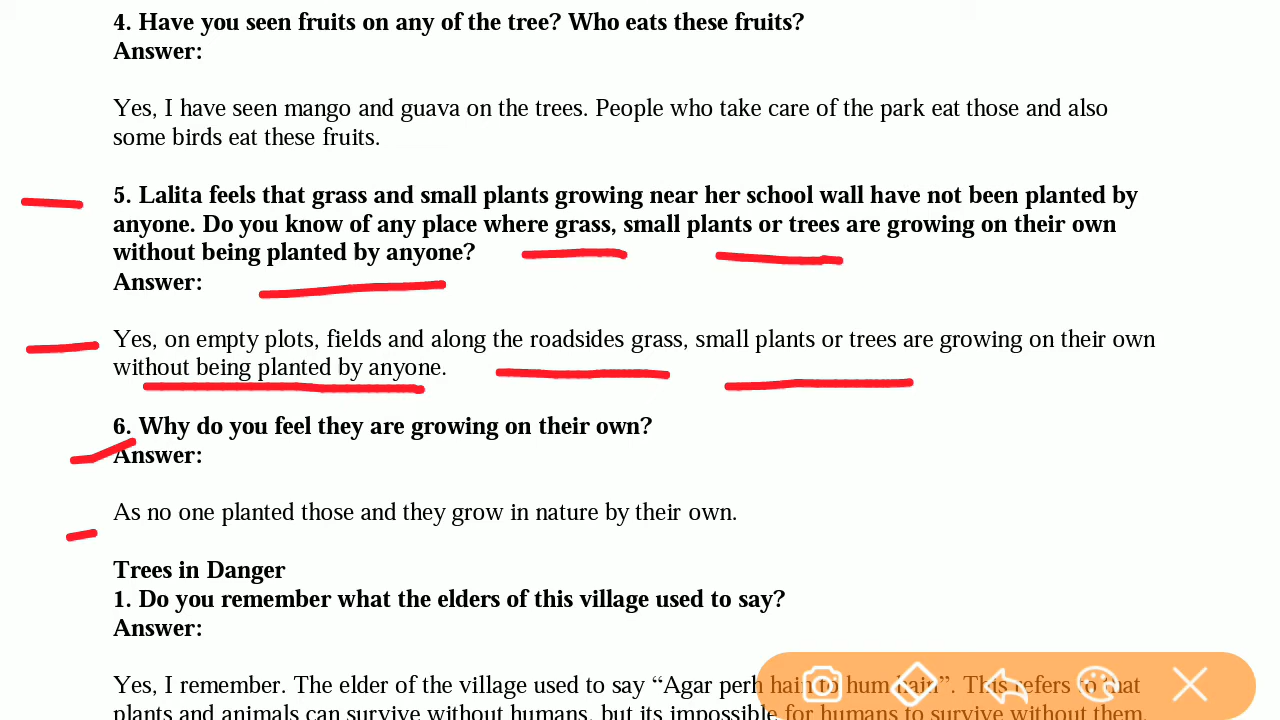 4. Have you seen fruits on any of the tree? Who eats these fruits?
Answer:
Yes, I have seen mango and guava on the trees. People who take care of the park eat those and also
some birds eat these fruits.
5. Lalita feels that grass and small plants growing near her school wall have not been planted by
anyone. Do you know of any place where grass, small plants or trees are growing on their own
without being planted by anyone?
Answer:
Yes, on empty plots, fields and along the roadsides grass, small plants or trees are growing on their own
without being planted by anyone.
6. Why do you feel they are growing on their own?
Answer:
As no one planted those and they grow in nature by their own.
Trees in Danger
1. Do you remember what the elders of this village used to say?
Answer:
Yes, I remember. The elder of the village used to say “Agar perh hain to hum hain”. This refers to that
plants and animals can survive without humans, but its impossible for humans to survive without them.